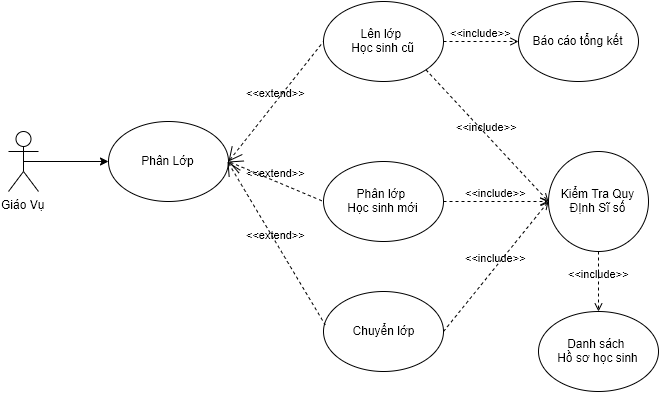 Lên lớp
Học sinh cũ
<<include>>
Báo cáo tổng kết
<<extend>>
<<include>>
Phân Lớp
Giáo Vụ
<<extend>>
Phân lớp
Học sinh mới
<<include>>
Kiểm Tra Quy
Định Sĩ số
<<extend>>
<<include>>
<<include>>
Chuyển lớp
Danh sách
Hồ sơ học sinh